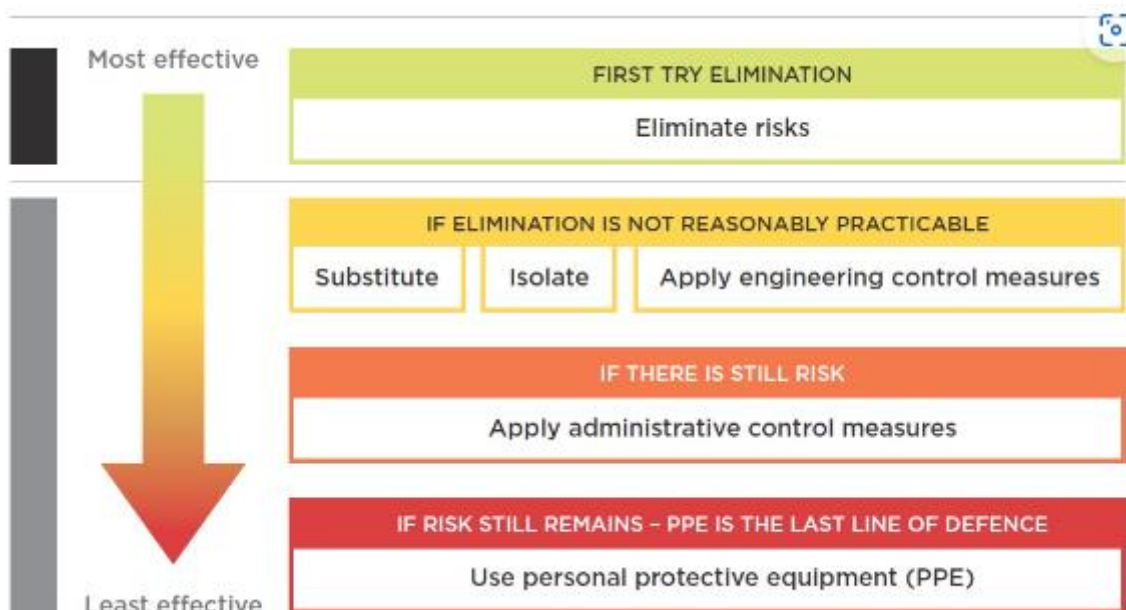 Most effective
FIRST TRY ELIMINATION
Eliminate risks
IF ELIMINATION IS NOT REASONABLY PRACTICABLE
Substitute
Isolate
Apply engineering control measures
IF THERE IS STILL RISK
Apply administrative control measures
IF RISK STILL REMAINS – PPE IS THE LAST LINE OF DEFENCE
Use personal protective equipment (PPE)
Least effective